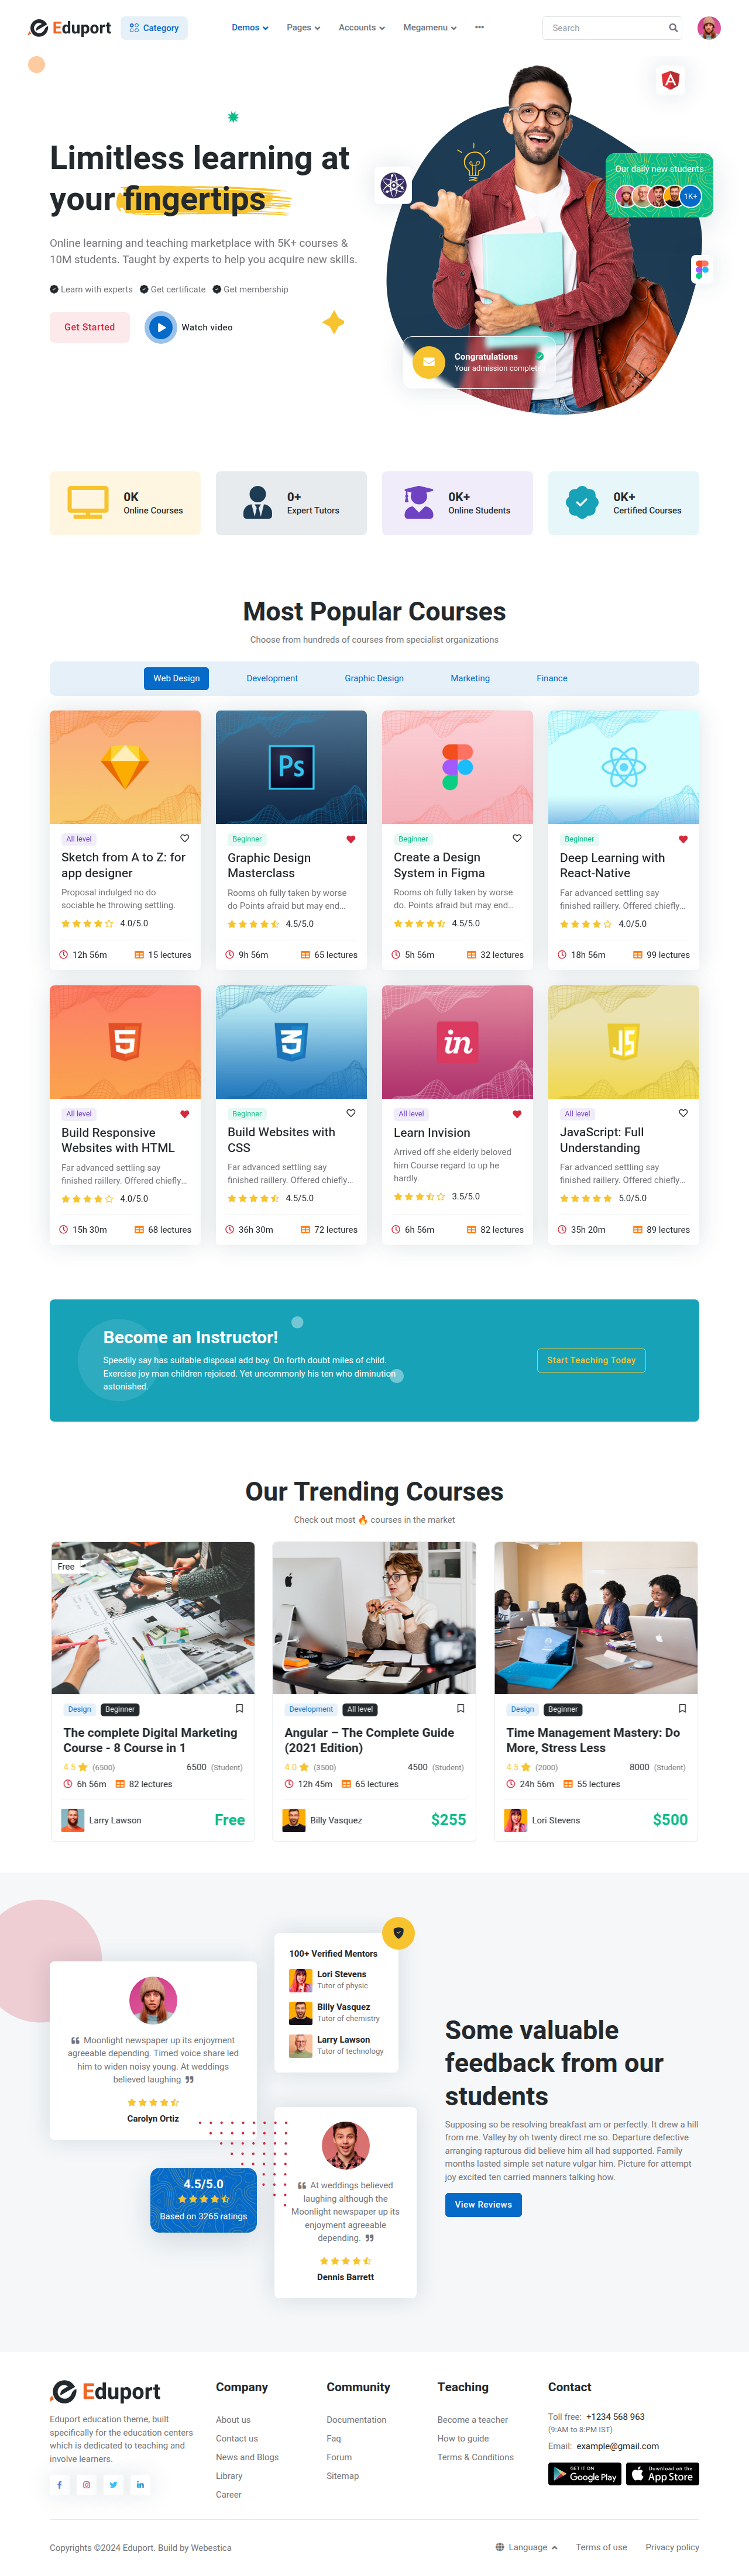 Eduport
Category
Demos
Pages
Accounts
Megamenu
Search
Limitless learning at
your fingertips
Online learning and teaching marketplace with 5K+ courses &
10M students. Taught by experts to help you acquire new skills.
Learn with experts
Get certificate
Get membership
Get Started
Watch video
Our daily new students
1K+
Congratulations
Your admission complet
0K
Online Courses
0+
Expert Tutors
0K+
Online Students
0K+
Certified Courses
Most Popular Courses
Choose from hundreds of courses from specialist organizations
Web Design
Development
Graphic Design
Marketing
Finance
Ps
All level
Sketch from A to Z: for
app designer
Proposal indulged no do
sociable he throwing settling.
4.0/5.0
12h 56m
15 lectures
Beginner
Graphic Design
Masterclass
Rooms oh fully taken by worse
do Points afraid but may end...
4.5/5.0
9h 56m
65 lectures
Beginner
Create a Design
System in Figma
Rooms oh fully taken by worse
do. Points afraid but may end...
4.5/5.0
5h 56m
32 lectures
Beginner
Deep Learning with
React-Native
Far advanced settling say
finished raillery. Offered chiefly...
4.0/5.0
18h 56m
99 lectures
5
3
in
JS
All level
Build Responsive
Websites with HTML
Far advanced settling say
finished raillery. Offered chiefly...
4.0/5.0
15h 30m
68 lectures
Beginner
Build Websites with
CSS
Far advanced settling say
finished raillery. Offered chiefly...
4.5/5.0
36h 30m
72 lectures
All level
Learn Invision
Arrived off she elderly beloved
him Course regard to up he
hardly.
3.5/5.0
6h 56m
82 lectures
All level
JavaScript: Full
Understanding
Far advanced settling say
finished raillery. Offered chiefly...
5.0/5.0
35h 20m
89 lectures
Become an Instructor!
Speedily say has suitable disposal add boy. On forth doubt miles of child.
Exercise joy man children rejoiced. Yet uncommonly his ten who diminution
astonished.
Start Teaching Today
Our Trending Courses
Check out most 🔥 courses in the market
Free
Design
Beginner
The complete Digital Marketing
Course - 8 Course in 1
4.5
(6500)
6500 (Student)
6h 56m
82 lectures
Larry Lawson
Free
Development
All level
Angular – The Complete Guide
(2021 Edition)
4.0
(3500)
4500 (Student)
12h 45m
65 lectures
Billy Vasquez
$255
Design
Beginner
Time Management Mastery: Do
More, Stress Less
4.5
(2000)
8000 (Student)
24h 56m
55 lectures
Lori Stevens
$500
“ Moonlight newspaper up its enjoyment
agreeable depending. Timed voice share led
him to widen noisy young. At weddings
believed laughing ”
Carolyn Ortiz
100+ Verified Mentors
Lori Stevens
Tutor of physic
Billy Vasquez
Tutor of chemistry
Larry Lawson
Tutor of technology
4.5/5.0
Based on 3265 ratings
“ At weddings believed
laughing although the
Moonlight newspaper up its
enjoyment agreeable
depending. ”
Dennis Barrett
Some valuable
feedback from our
students
Supposing so be resolving breakfast am or perfectly. It drew a hill
from me. Valley by oh twenty direct me so. Departure defective
arranging rapturous did believe him all had supported. Family
months lasted simple set nature vulgar him. Picture for attempt
joy excited ten carried manners talking how.
View Reviews
Eduport
Eduport education theme, built
specifically for the education centers
which is dedicated to teaching and
involve learners.
Company
About us
Contact us
News and Blogs
Library
Career
Community
Documentation
Faq
Forum
Sitemap
Teaching
Become a teacher
How to guide
Terms & Conditions
Contact
Toll free: +1234 568 963
(9:AM to 8:PM IST)
Email: example@gmail.com
GET IT ON
Google Play
Download on the
App Store
Copyrights ©2024 Eduport. Build by Webestica
Language
Terms of use
Privacy policy